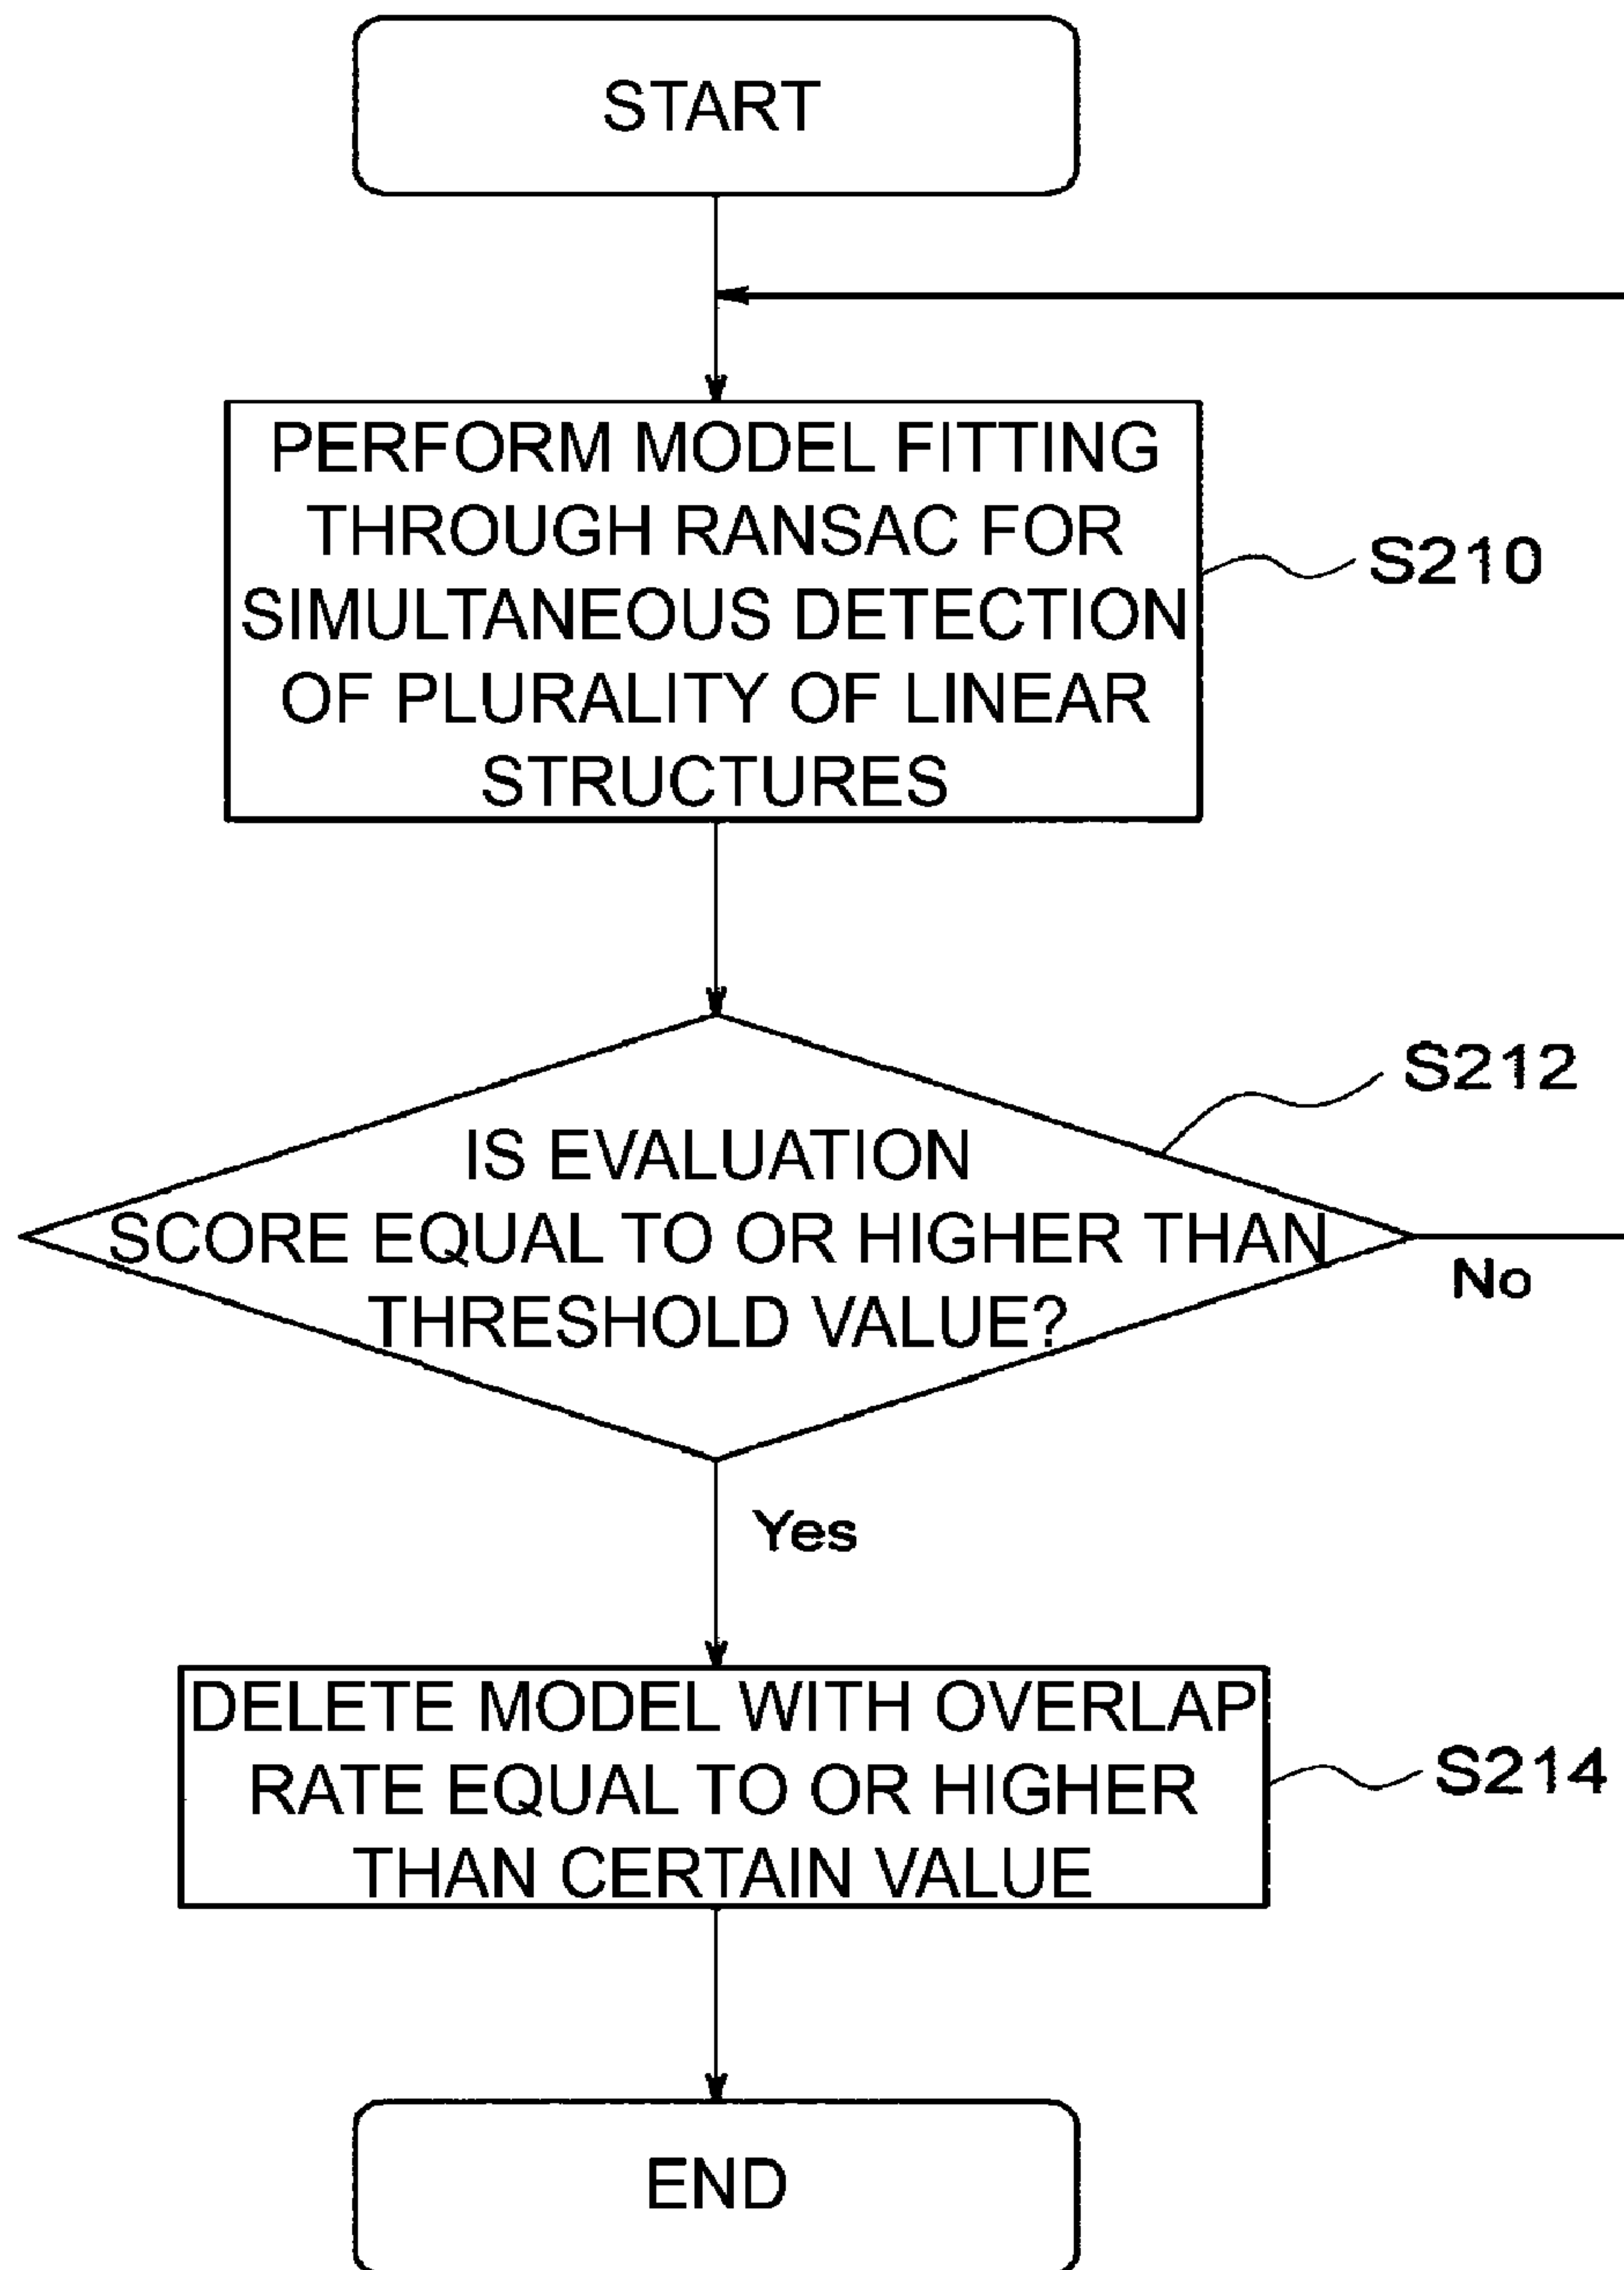 START
PERFORM MODEL FITTING
THROUGH RANSAC FOR
SIMULTANEOUS DETECTION
OF PLURALITY OF LINEAR
STRUCTURES
S210
S212
IS EVALUATION
SCORE EQUAL TO OR HIGHER THAN
THRESHOLD VALUE?
No
Yes
DELETE MODEL WITH OVERLAP
RATE EQUAL TO OR HIGHER
THAN CERTAIN VALUE
S214
END